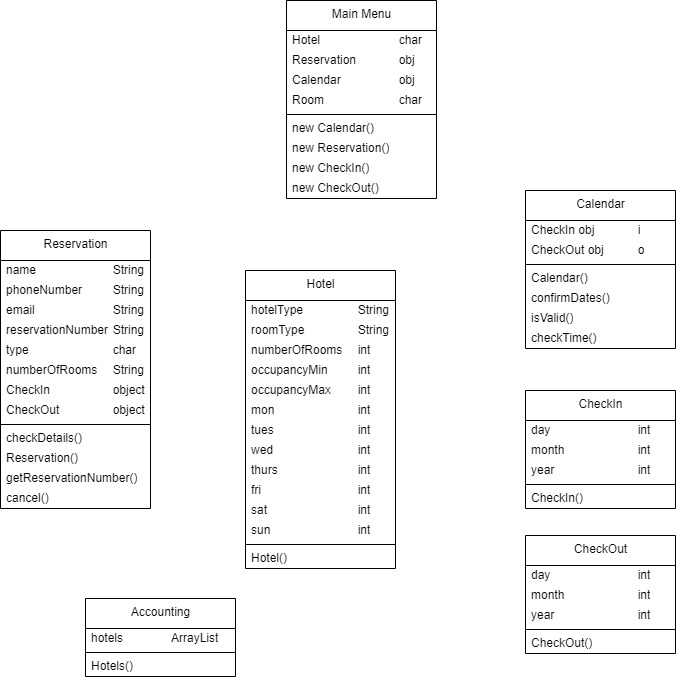 Main Menu
Hotel char
Reservation obj
Calendar obj
Room char
new Calendar()
new Reservation()
new CheckIn()
new CheckOut()
Calendar
CheckIn obj i
CheckOut obj o
Calendar()
confirmDates()
isValid()
checkTime()
Reservation
name String
phoneNumber String
email String
reservationNumber String
type char
numberOfRooms String
CheckIn object
CheckOut object
checkDetails()
Reservation()
getReservationNumber()
cancel()
Hotel
hotelType String
roomType String
numberOfRooms int
occupancyMin int
occupancyMax int
mon int
tues int
wed int
thurs int
fri int
sat int
sun int
Hotel()
CheckIn
day int
month int
year int
CheckIn()
CheckOut
day int
month int
year int
CheckOut()
Accounting
hotels ArrayList
Hotels()